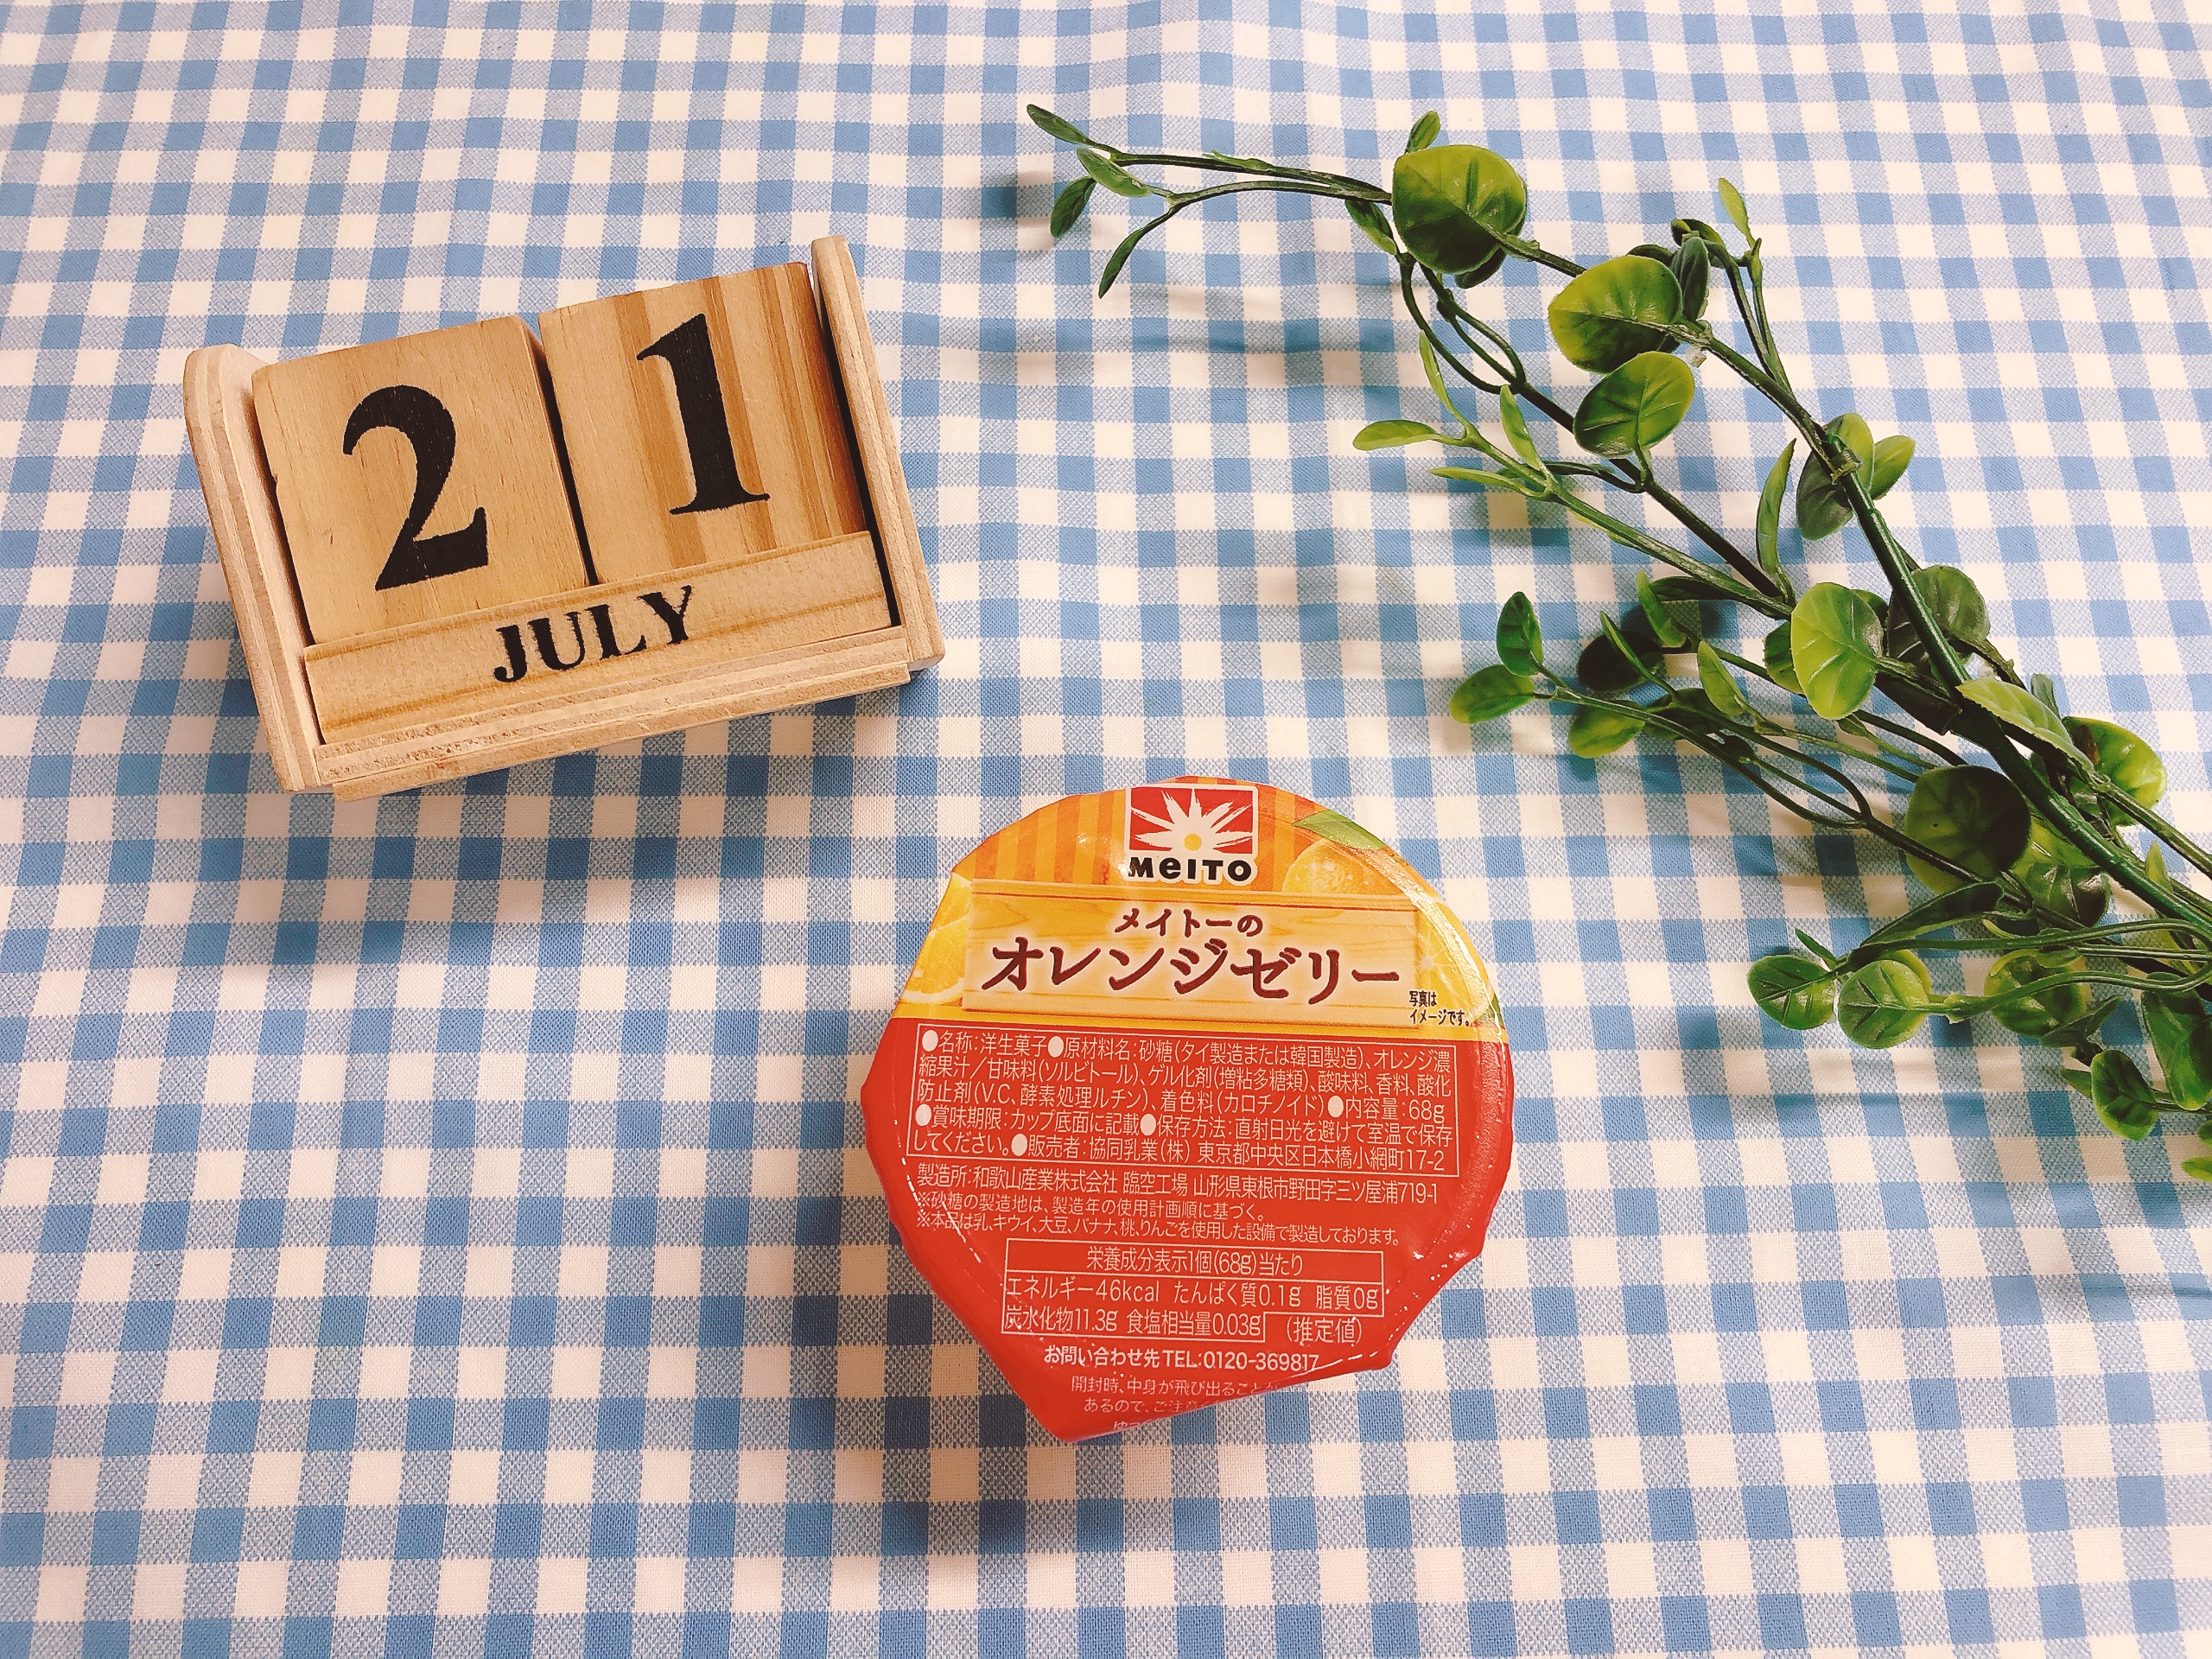 21
JULY
MeITO
メイトーの
オレンジゼリー
写真は
イメージです。
●名称:洋生菓子●原材料名:砂糖(タイ製造または韓国製造)、オレンジ濃
縮果汁/甘味料(ソルビトール)、ゲル化剤(増粘多糖類)、酸味料、香料、酸化
防止剤(V.C、酵素処理ルチン)、着色料(カロチノイド)●内容量:68g
●賞味期限:カップ底面に記載●保存方法:直射日光を避けて室温で保存
してください。●販売者:協同乳業(株) 東京都中央区日本橋小網町17-2
製造所:和歌山産業株式会社 臨空工場 山形県東根市野田字三ツ屋浦719-1
※砂糖の製造地は、製造年の使用計画順に基づく。
※本品は乳、キウイ、大豆、バナナ、桃、りんごを使用した設備で製造しております。
栄養成分表示1個(68g)当たり
エネルギー46kcal たんぱく質0.1g 脂質0g
炭水化物11.3g 食塩相当量0.03g (推定値)
お問い合わせ先 TEL:0120-369817
開封時、中身が飛び出ること
あるので、ご注